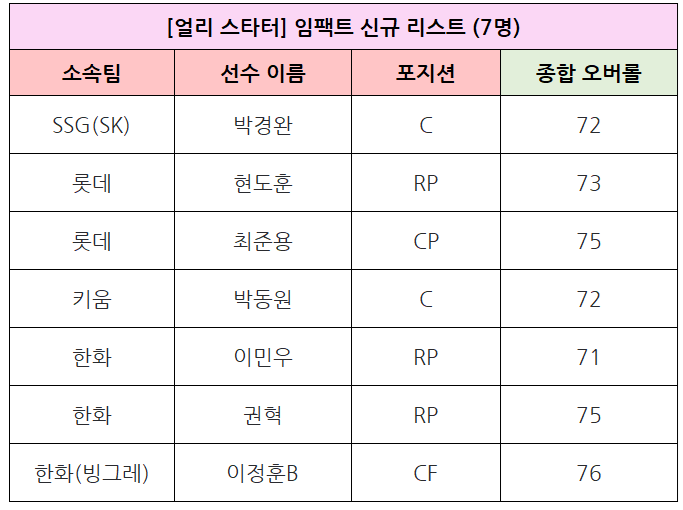 [얼리 스타터] 임팩트 신규 리스트 (7명)
소속팀 선수 이름 포지션 종합 오버롤
SSG(SK) 박경완 C 72
롯데 현도훈 RP 73
롯데 최준용 CP 75
키움 박동원 C 72
한화 이민우 RP 71
한화 권혁 RP 75
한화(빙그레) 이정훈B CF 76